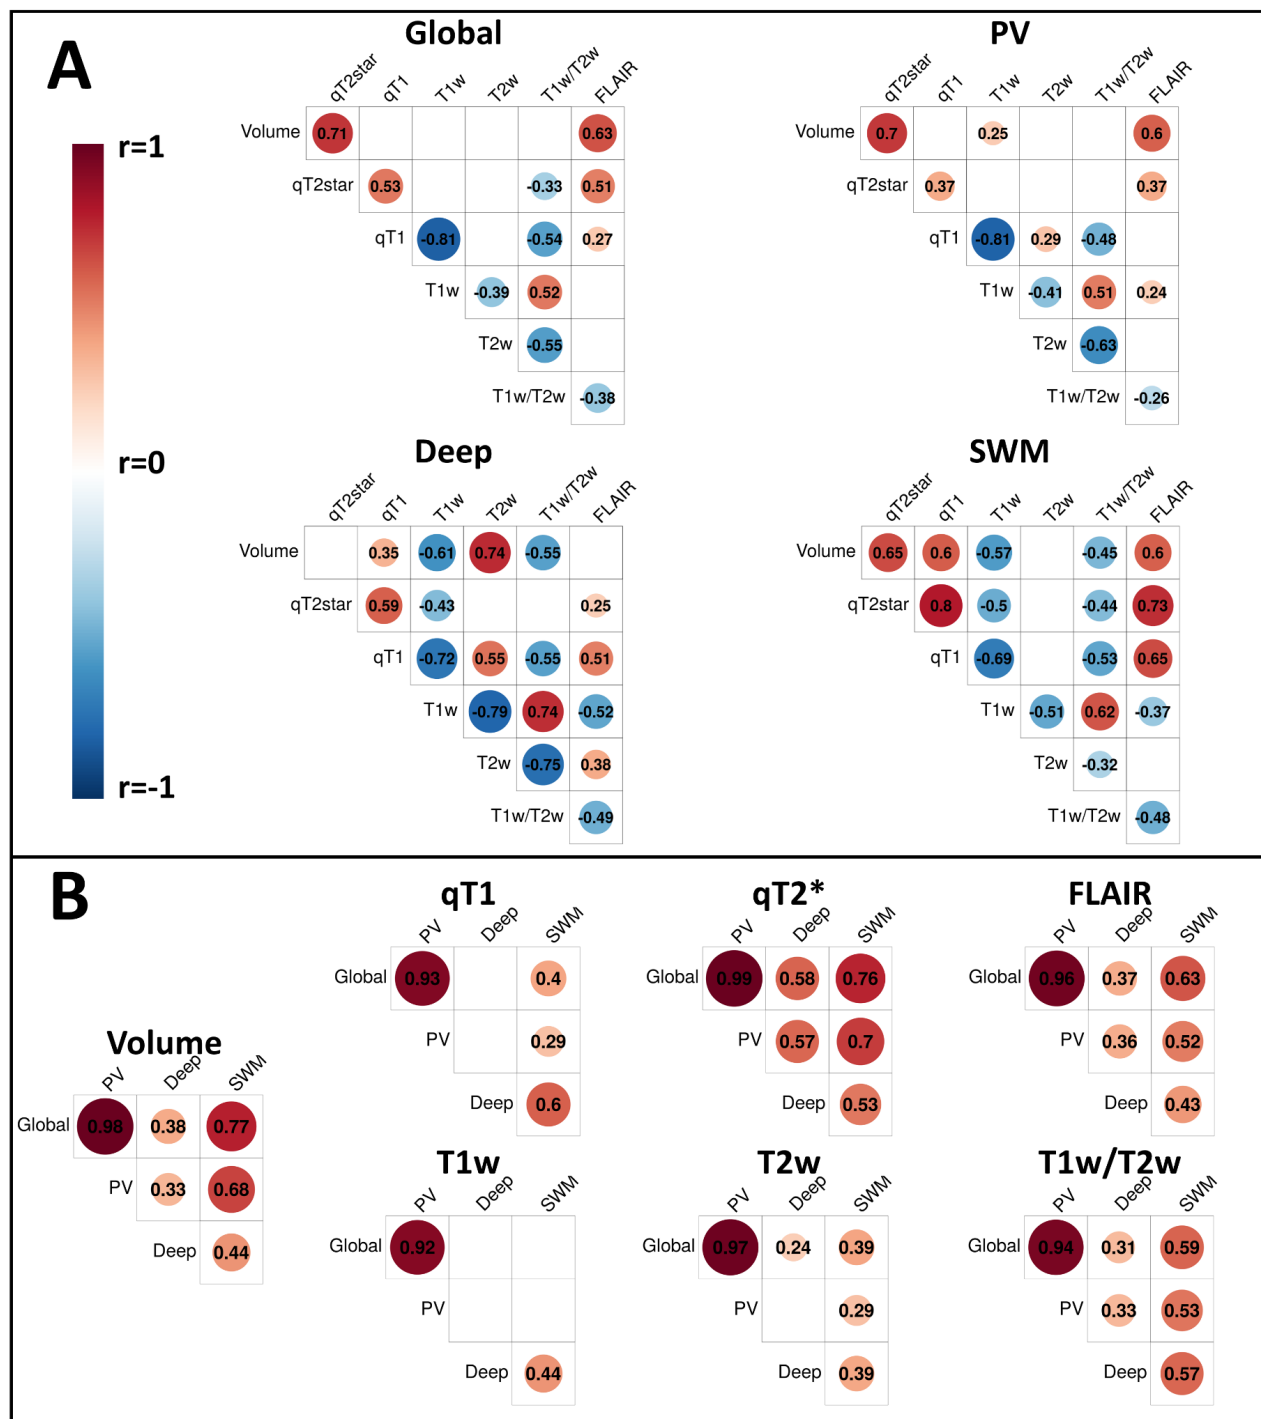 A
r=1
r=0
r=-1
Global
qT2star qT1 T1w T2w T1w/T2w FLAIR
Volume 0.71 0.63
qT2star 0.53 -0.33 0.51
qT1 -0.81 -0.54 0.27
T1w -0.39 0.52
T2w -0.55
T1w/T2w -0.38
PV
qT2star qT1 T1w T2w T1w/T2w FLAIR
Volume 0.7 0.25 0.6
qT2star 0.37 0.37
qT1 -0.81 0.29 -0.48
T1w -0.41 0.51 0.24
T2w -0.63
T1w/T2w -0.26
Deep
qT2star qT1 T1w T2w T1w/T2w FLAIR
Volume 0.35 -0.61 0.74 -0.55
qT2star 0.59 -0.43 0.25
qT1 -0.72 0.55 -0.55 0.51
T1w -0.79 0.74 -0.52
T2w -0.75 0.38
T1w/T2w -0.49
SWM
qT2star qT1 T1w T2w T1w/T2w FLAIR
Volume 0.65 0.6 -0.57 -0.45 0.6
qT2star 0.8 -0.5 -0.44 0.73
qT1 -0.69 -0.53 0.65
T1w -0.51 0.62 -0.37
T2w -0.32
T1w/T2w -0.48
B
Volume
PV Deep SWM
Global 0.98 0.38 0.77
PV 0.33 0.68
Deep 0.44
qT1
PV Deep SWM
Global 0.93 0.4
PV 0.29
Deep 0.6
qT2*
PV Deep SWM
Global 0.99 0.58 0.76
PV 0.57 0.7
Deep 0.53
FLAIR
PV Deep SWM
Global 0.96 0.37 0.63
PV 0.36 0.52
Deep 0.43
T1w
PV Deep SWM
Global 0.92
PV
Deep 0.44
T2w
PV Deep SWM
Global 0.97 0.24 0.39
PV 0.29
Deep 0.39
T1w/T2w
PV Deep SWM
Global 0.94 0.31 0.59
PV 0.33 0.53
Deep 0.57